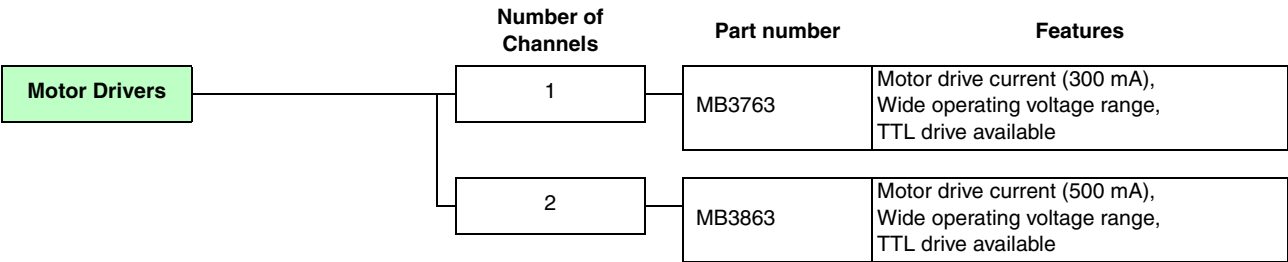 Number of
Channels
Part number
Features
Motor Drivers
1
MB3763
Motor drive current (300 mA),
Wide operating voltage range,
TTL drive available
2
MB3863
Motor drive current (500 mA),
Wide operating voltage range,
TTL drive available